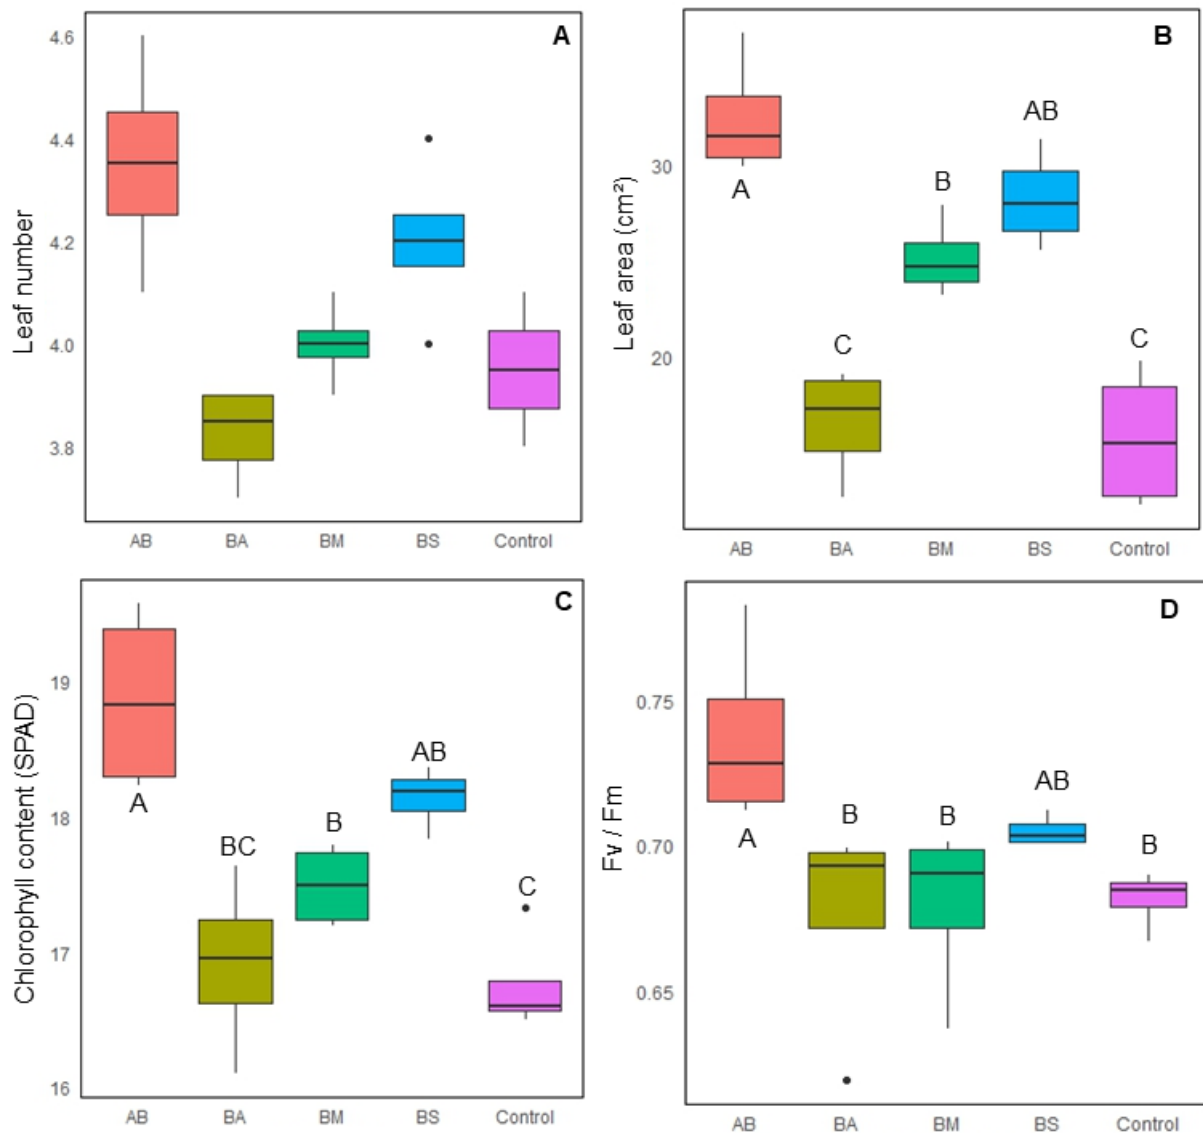 A
Leaf number
4.6
4.4
4.2
4.0
3.8
AB BA BM BS Control
B
Leaf area (cm²)
30
20
A
C
B
AB
C
AB BA BM BS Control
C
Chlorophyll content (SPAD)
19
18
17
16
A
BC
B
AB
C
AB BA BM BS Control
D
Fv / Fm
0.75
0.70
0.65
A
B
B
AB
B
AB BA BM BS Control